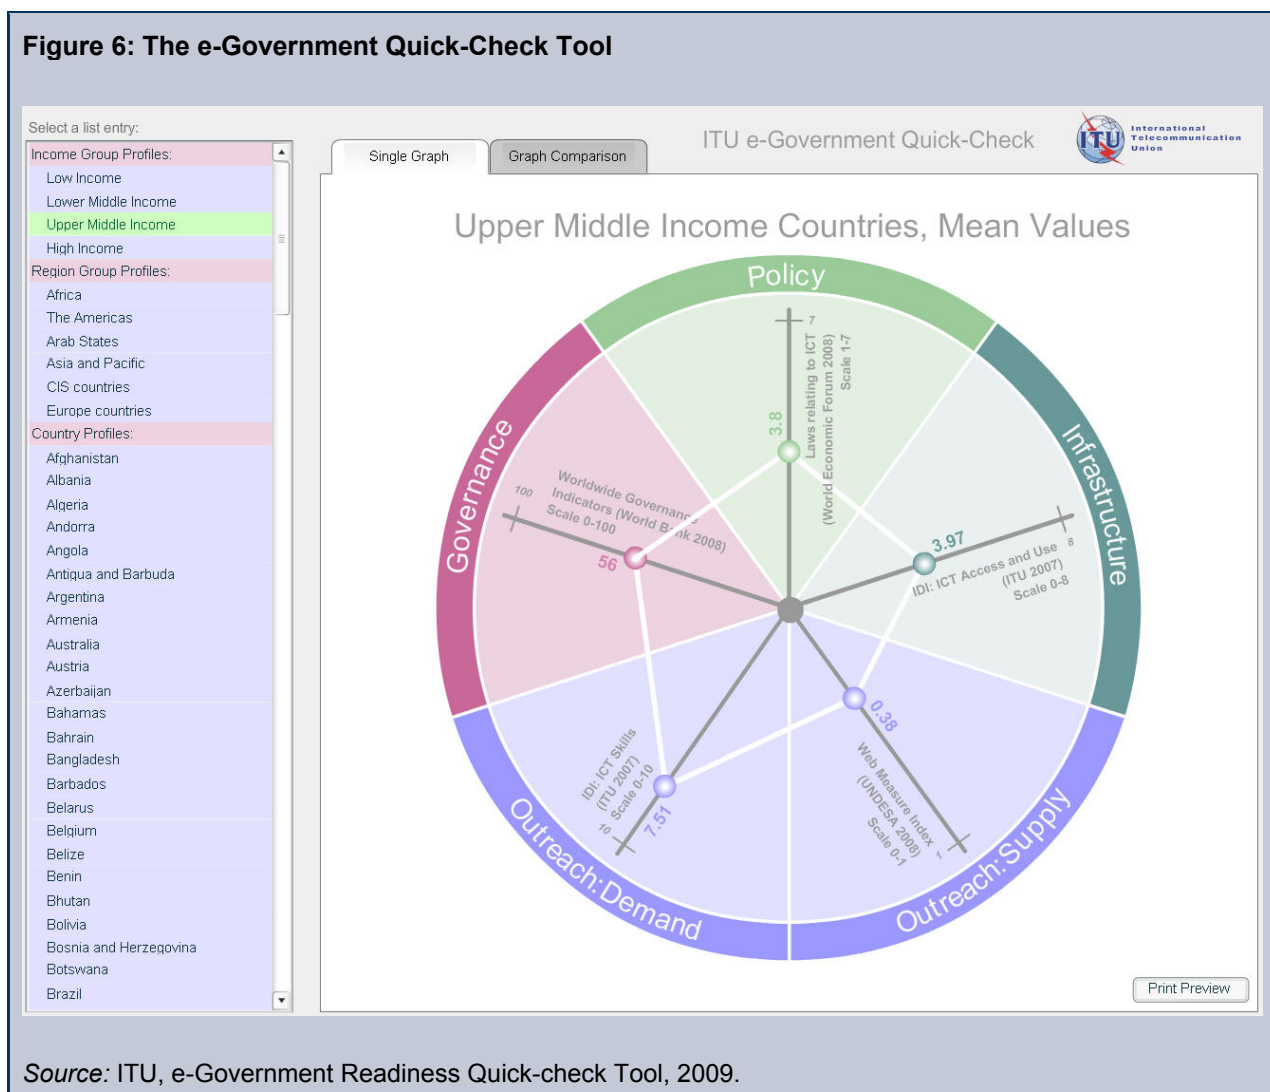 Figure 6: The e-Government Quick-Check Tool
Select a list entry:
Income Group Profiles:
Low Income
Lower Middle Income
Upper Middle Income
High Income
Region Group Profiles:
Africa
The Americas
Arab States
Asia and Pacific
CIS countries
Europe countries
Country Profiles:
Afghanistan
Albania
Algeria
Andorra
Angola
Antigua and Barbuda
Argentina
Armenia
Australia
Austria
Azerbaijan
Bahamas
Bahrain
Bangladesh
Barbados
Belarus
Belgium
Belize
Benin
Bhutan
Bolivia
Bosnia and Herzegovina
Botswana
Brazil
Single Graph
Graph Comparison
ITU e-Government Quick-Check
ITU
International
Telecommunication
Union
Upper Middle Income Countries, Mean Values
Policy
7
Laws relating to ICT
(World Economic Forum 2008)
Scale 1-7
3.8
Infrastructure
3.97
8
IDI: ICT Access and Use
(ITU 2007)
Scale 0-8
Governance
100
Worldwide Governance
Indicators (World Bank 2008)
Scale 0-100
56
Outreach:Demand
IDI: ICT Skills
(ITU 2007)
Scale 0-10
10
7.51
Outreach:Supply
0.38
Web Measure Index
(UNDESA 2008)
Scale 0-1
1
Print Preview
Source: ITU, e-Government Readiness Quick-check Tool, 2009.